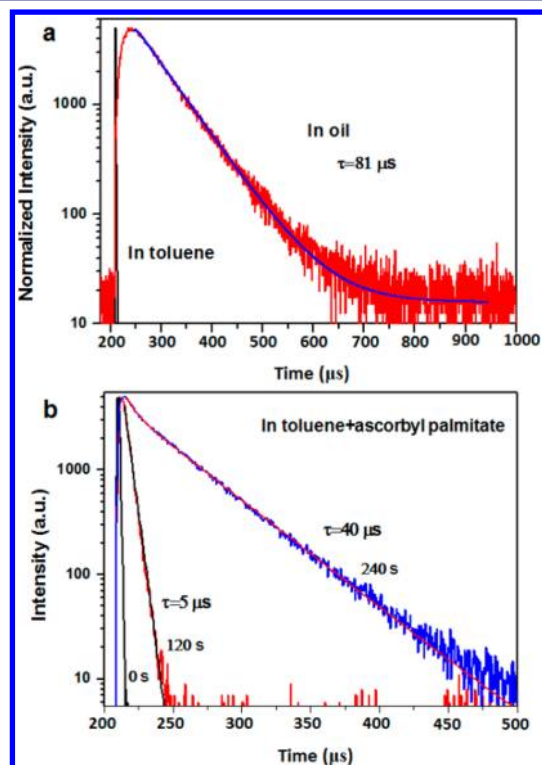 a
Normalized Intensity (a.u.)
1000
100
10
In oil
τ=81 μs
In toluene
200 300 400 500 600 700 800 900 1000
Time (μs)
b
Intensity (a.u.)
1000
100
10
In toluene+ascorbyl palmitate
τ=40 μs
240 s
τ=5 μs
120 s
0 s
200 250 300 350 400 450 500
Time (μs)